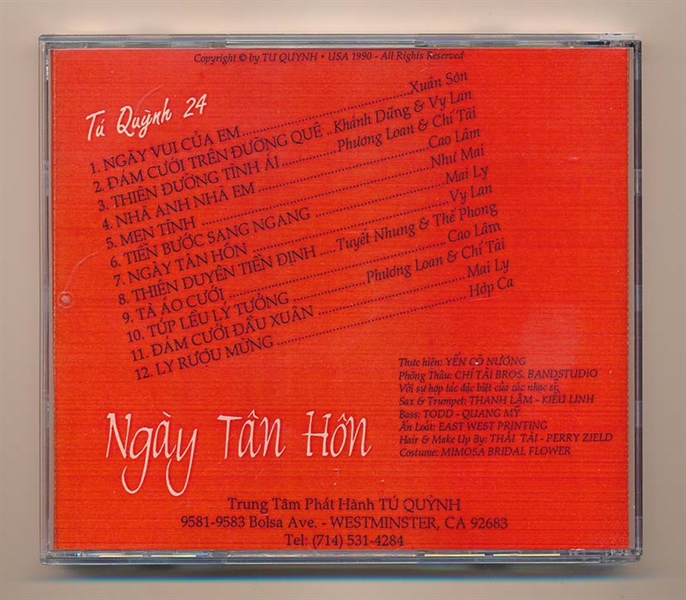 Copyright © by TU QUYNH • USA 1990 - All Rights Reserved
Tú Quỳnh 24
1. NGÀY VUI CỦA EM ... Xuân Sơn
2. ĐÁM CƯỚI TRÊN ĐƯỜNG QUÊ .. Khánh Dũng & Vy Lan
3. THIÊN ĐƯỜNG TÌNH ÁI ... Phương Loan & Chí Tài
4. NHÀ ANH NHÀ EM ... Cao Lâm
5. MEN TÌNH ... Như Mai
6. TIẾN BƯỚC SANG NGANG ... Mai Ly
7. NGÀY TÂN HÔN ... Vy Lan
8. THIÊN DUYÊN TIỀN ĐỊNH ... Tuyết Nhung & Thế Phong
9. TÀ ÁO CƯỚI ... Cao Lâm
10. TÚP LỀU LÝ TƯỞNG ... Phương Loan & Chí Tài
11. ĐÁM CƯỚI ĐẦU XUÂN ... Mai Ly
12. LY RƯỢU MỪNG ... Hóp Ca
Thưc hiên: YẾN CÔ NƯƠNG
Phòng Thâu: CHÍ TÀI BROS. BANDSTUDIO
Với sự hợp tác đặc biệt của các nhạc sĩ
Sax & Trumpet: THANH LÂM - KIỀU LINH
Bass: TODD - QUANG MỸ
Ấn Loát: EAST WEST PRINTING
Hair & Make Up By: THÁI TÀI - PERRY ZIELD
Costume: MIMOSA BRIDAL FLOWER
Ngày Tân Hôn
Trung Tâm Phát Hành TÚ QUỲNH
9581-9583 Bolsa Ave. - WESTMINSTER, CA 92683
Tel: (714) 531-4284